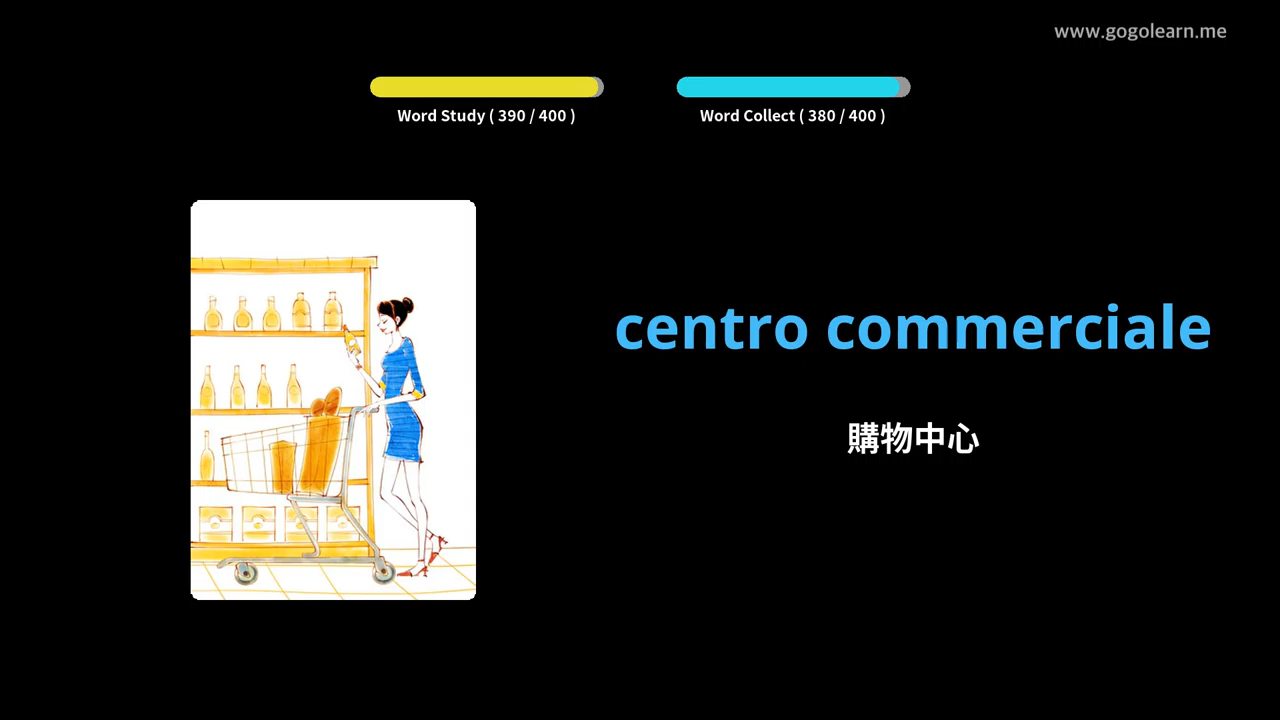 www.gogolearn.me
Word Study ( 390 / 400 )
Word Collect ( 380 / 400 )
centro commerciale
購物中心